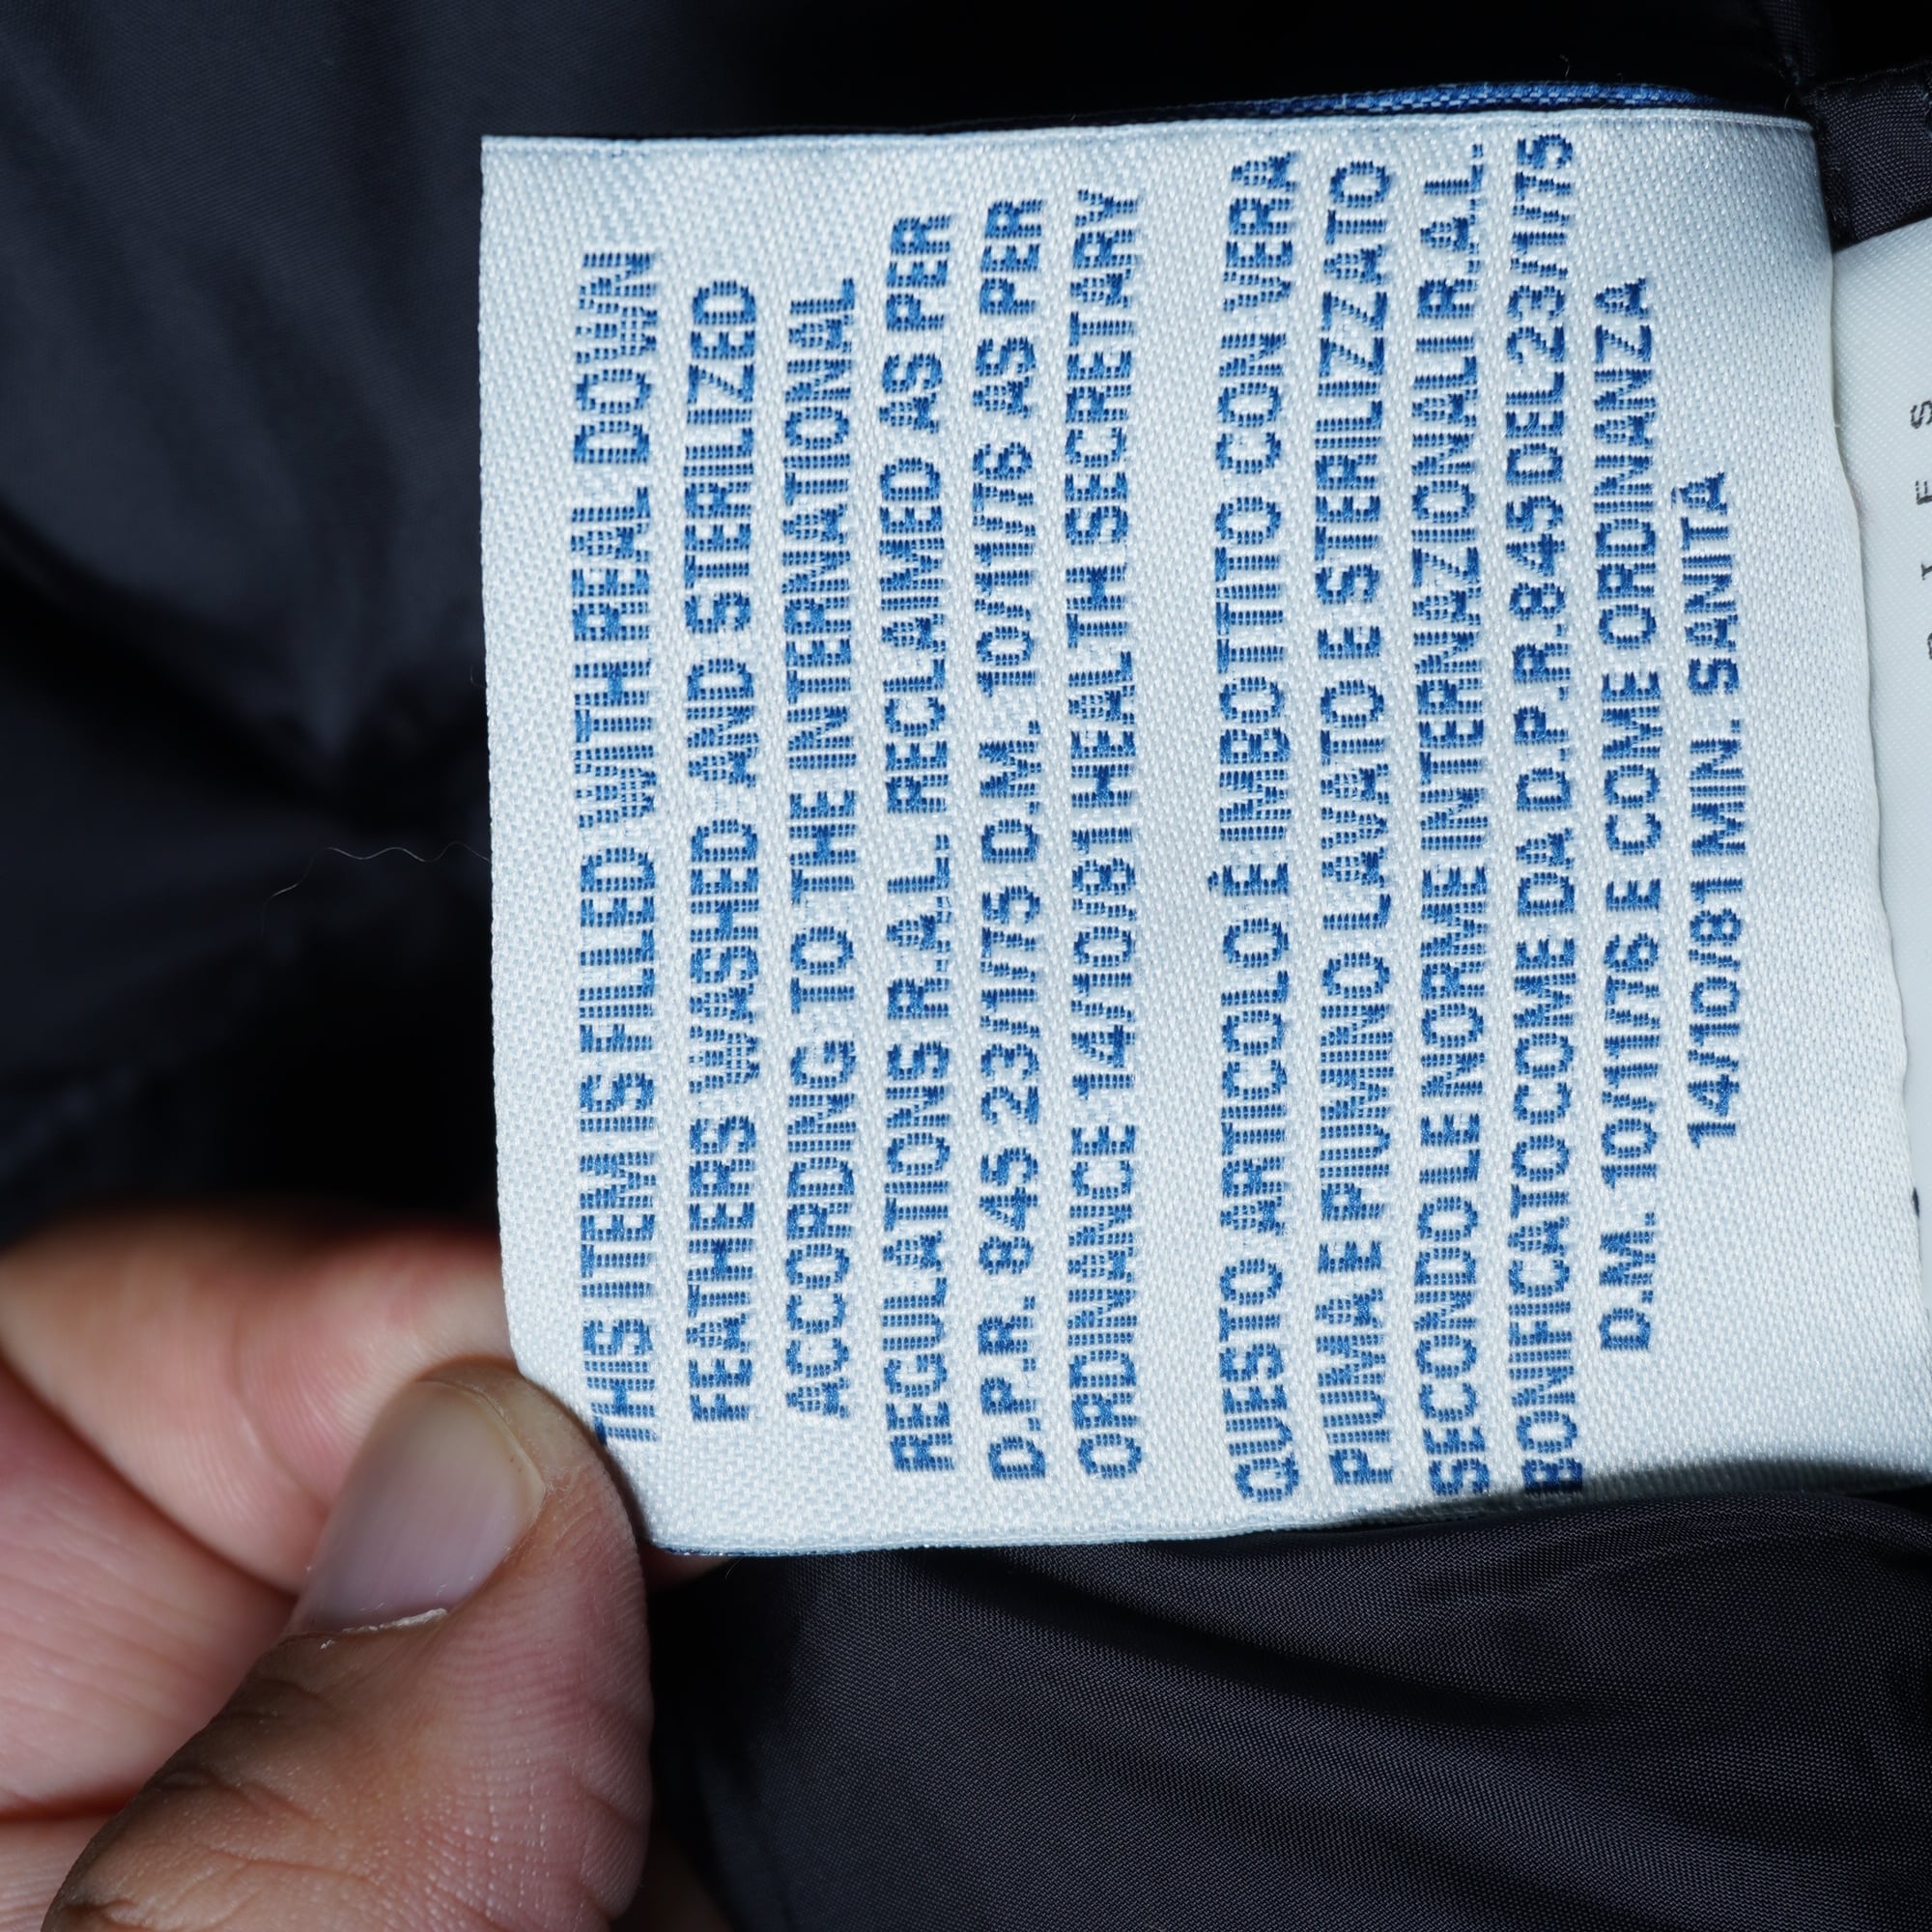 THIS ITEM IS FILLED WITH REAL DOWN
FEATHERS WASHED AND STERILIZED
ACCORDING TO THE INTERNATIONAL
REGULATIONS R.A.L. RECLAIMED AS PER
D.P.R. 845 23/1/75 D.M. 10/11/76 AS PER
ORDINANCE 14/10/81 HEALTH SECRETARY
QUESTO ARTICOLO È IMBOTTITO CON VERA
PIUMA E PIUMINO LAVATO E STERILIZZATO
SECONDO LE NORME INTERNAZIONALI R.A.L.
BONIFICATO COME DA D.P.R. 845 DEL 23/1/75
D.M. 10/11/76 E COME ORDINANZA
14/10/81 MIN. SANITÀ